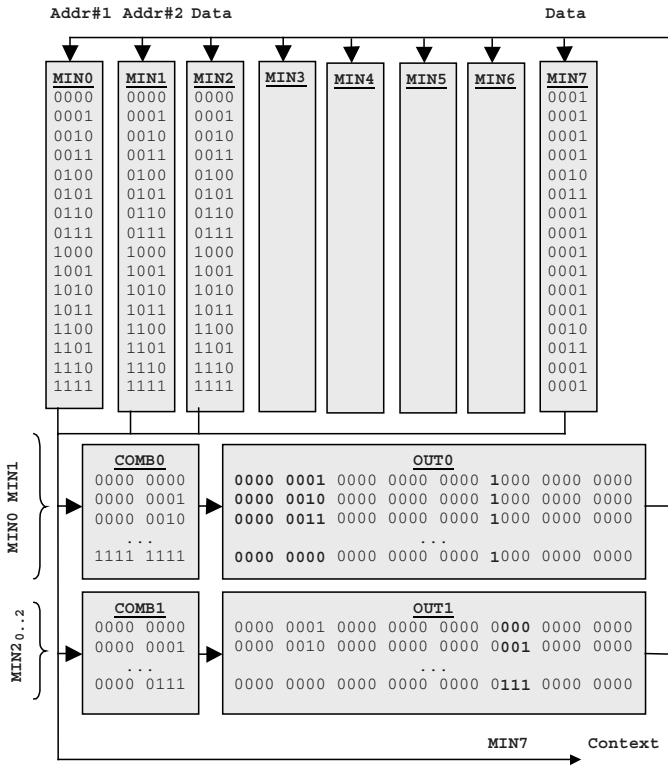 Addr#1 Addr#2 Data Data
MIN0 MIN1 MIN2 MIN3 MIN4 MIN5 MIN6 MIN7
0000 0000 0000 0001
0001 0001 0001 0001
0010 0010 0010 0001
0011 0011 0011 0001
0100 0100 0100 0010
0101 0101 0101 0011
0110 0110 0110 0001
0111 0111 0111 0001
1000 1000 1000 0001
1001 1001 1001 0001
1010 1010 1010 0001
1011 1011 1011 0001
1100 1100 1100 0010
1101 1101 1101 0011
1110 1110 1110 0001
1111 1111 1111 0001
MIN0 MIN1
COMB0 OUT0
0000 0000 0000 0001 0000 0000 0000 1000 0000 0000
0000 0001 0000 0010 0000 0000 0000 1000 0000 0000
0000 0010 0000 0011 0000 0000 0000 1000 0000 0000
... ...
1111 1111 0000 0000 0000 0000 0000 1000 0000 0000
MIN2 0..2
COMB1 OUT1
0000 0000 0000 0001 0000 0000 0000 0000 0000 0000
0000 0001 0000 0010 0000 0000 0000 0001 0000 0000
... ...
0000 0111 0000 0000 0000 0000 0000 0111 0000 0000
MIN7 Context